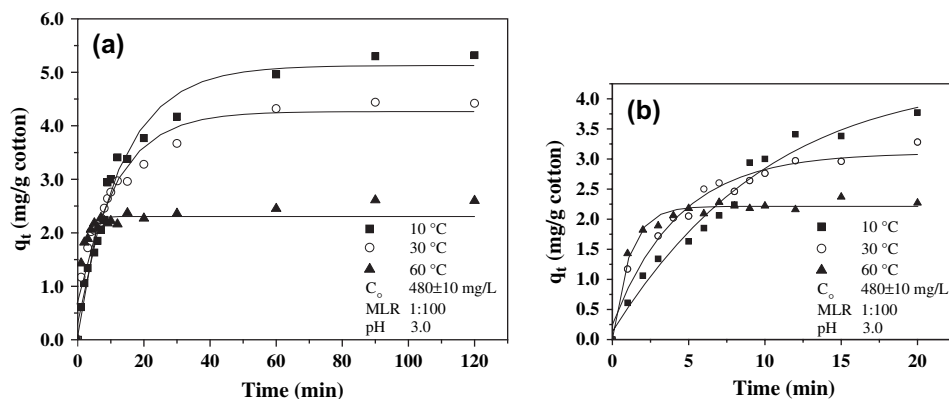 (a)
6.0
5.0
4.0
3.0
2.0
1.0
0.0
qt (mg/g cotton)
10 °C
30 °C
60 °C
Co 480±10 mg/L
MLR 1:100
pH 3.0
0 20 40 60 80 100 120
Time (min)
(b)
4.0
3.5
3.0
2.5
2.0
1.5
1.0
0.5
0.0
qt (mg/g cotton)
10 °C
30 °C
60 °C
Co 480±10 mg/L
MLR 1:100
pH 3.0
0 5 10 15 20
Time (min)